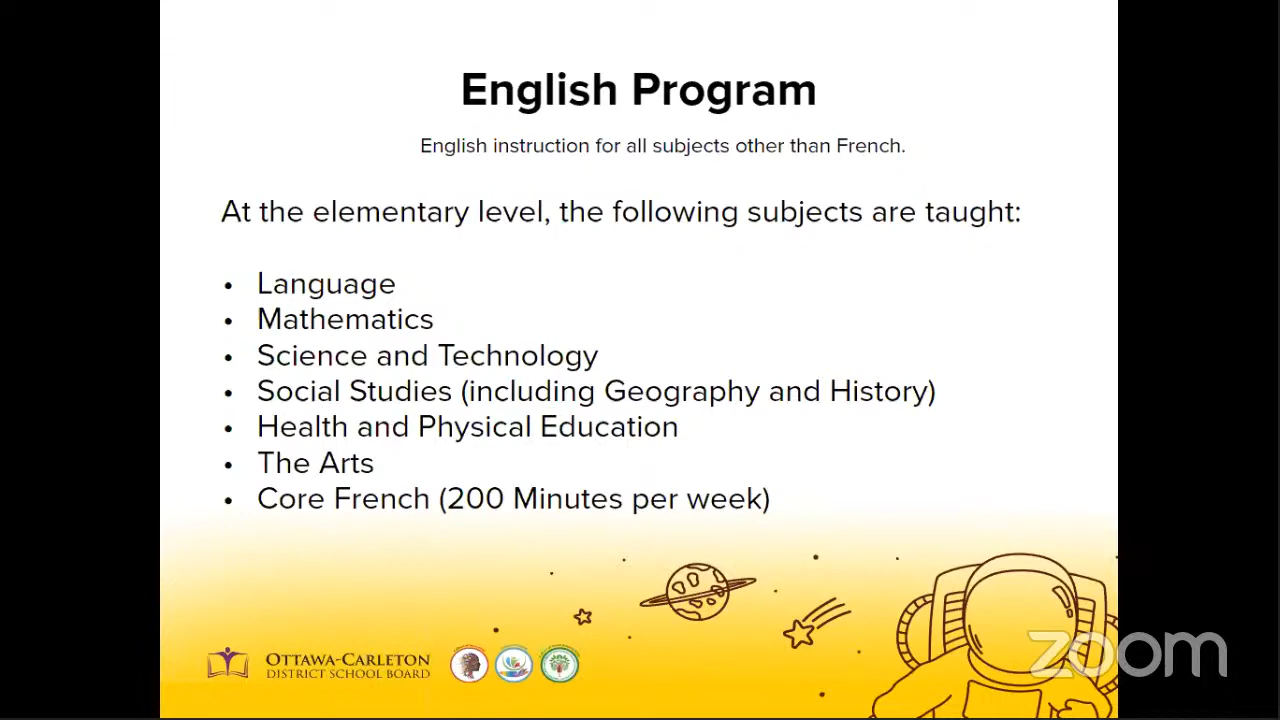 English Program
English instruction for all subjects other than French.
At the elementary level, the following subjects are taught:
• Language
• Mathematics
• Science and Technology
• Social Studies (including Geography and History)
• Health and Physical Education
• The Arts
• Core French (200 Minutes per week)
OTTAWA-CARLETON
DISTRICT SCHOOL BOARD
zoom